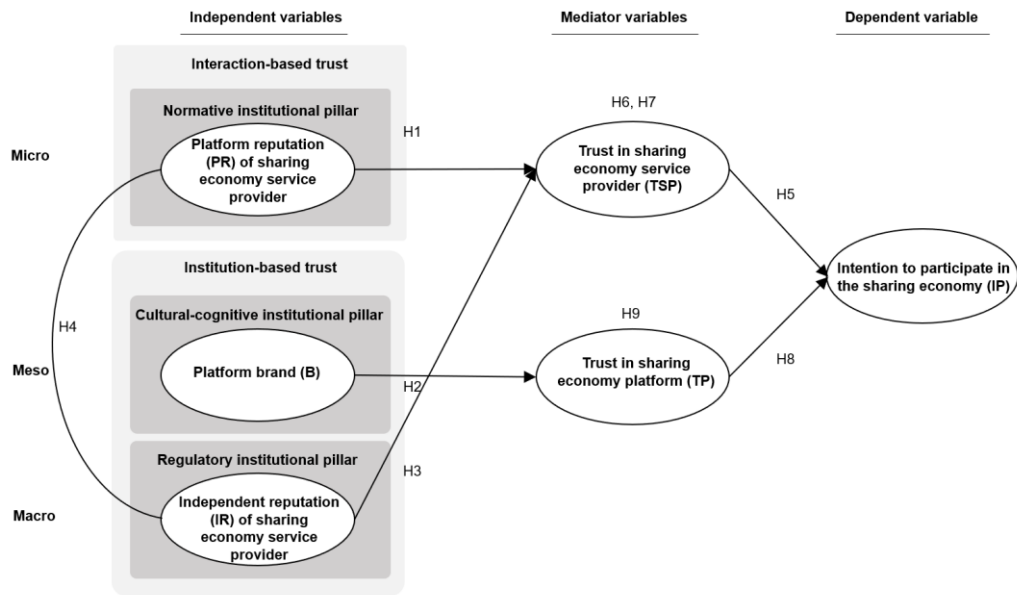 Independent variables
Mediator variables
Dependent variable
Interaction-based trust
Normative institutional pillar
H6, H7
H1
Micro
Platform reputation
(PR) of sharing
economy service
provider
Trust in sharing
economy service
provider (TSP)
H5
Institution-based trust
Intention to participate in
the sharing economy (IP)
Cultural-cognitive institutional pillar
H9
H4
Meso
Platform brand (B)
Trust in sharing
economy platform (TP)
H8
H2
Regulatory institutional pillar
H3
Macro
Independent reputation
(IR) of sharing
economy service
provider